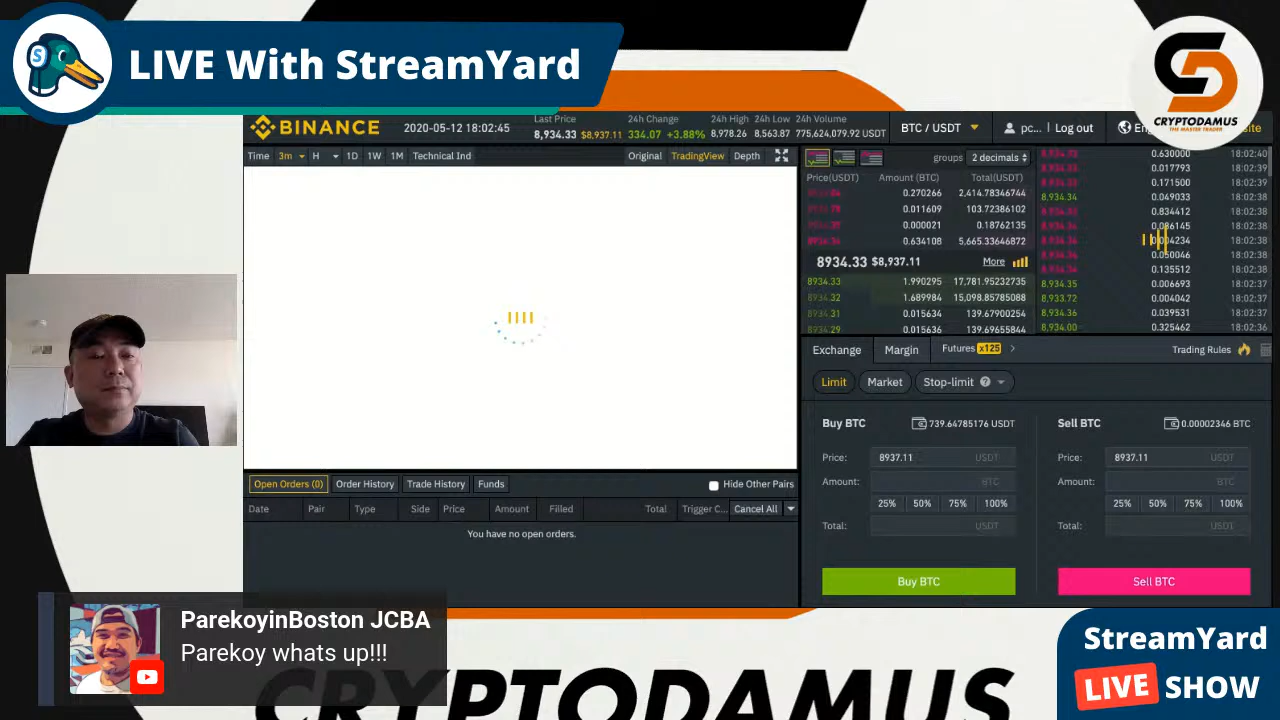 LIVE With StreamYard
CRYPTODAMUS
THE MASTER TRADER
BINANCE
2020-05-12 18:02:45
Last Price
8,934.33 $8,937.11
24h Change
334.07 +3.88%
24h High
8,978.26
24h Low
8,563.87
24h Volume
775,624,079.92 USDT
BTC / USDT
pc... | Log out
Time 3m H 1D 1W 1M Technical Ind
Original TradingView Depth
groups 2 decimals
Price(USDT) Amount (BTC) Total(USDT)
0.270266 2,414.78346744
0.011609 103.72386102
0.000021 0.18762135
0.634108 5,665.33646872
8934.33 $8,937.11 More
8934.33 1.990295 17,781.95232735
8934.32 1.689984 15,098.85785088
8934.31 0.015634 139.67900254
8934.29 0.015636 139.69655844
0.630000 18:02:40
0.017793 18:02:39
0.171500 18:02:39
8,934.34 0.049033 18:02:38
0.834412 18:02:38
18:02:38
18:02:38
0.050046 18:02:38
0.135512 18:02:38
8,934.35 0.006693 18:02:37
8,933.72 0.004042 18:02:37
8,934.36 0.039531 18:02:37
8,934.00 0.325462 18:02:36
Exchange Margin Futures x125
Trading Rules
Limit Market Stop-limit
Buy BTC 739.64785176 USDT
Price: 8937.11 USDT
Amount: BTC
25% 50% 75% 100%
Total: USDT
Buy BTC
Sell BTC 0.00002346 BTC
Price: 8937.11 USDT
Amount: BTC
25% 50% 75% 100%
Total: USDT
Sell BTC
Open Orders (0) Order History Trade History Funds
Hide Other Pairs
Date Pair Type Side Price Amount Filled Total Trigger C... Cancel All
You have no open orders.
ParekoyinBoston JCBA
Parekoy whats up!!!
CRYPTODAMUS
StreamYard
LIVE SHOW